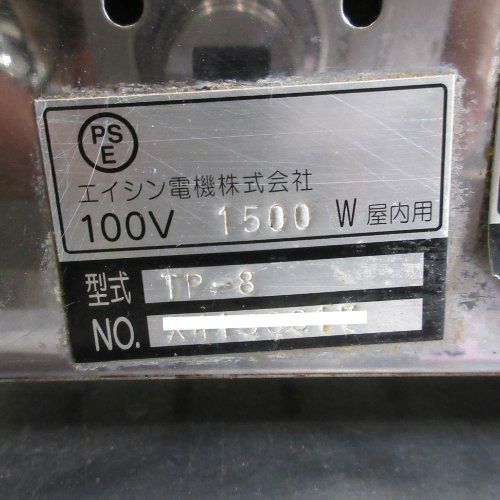 PS
E
エイシン電機株式会社
100V 1500 W 屋内用
型式 TP-8
NO.